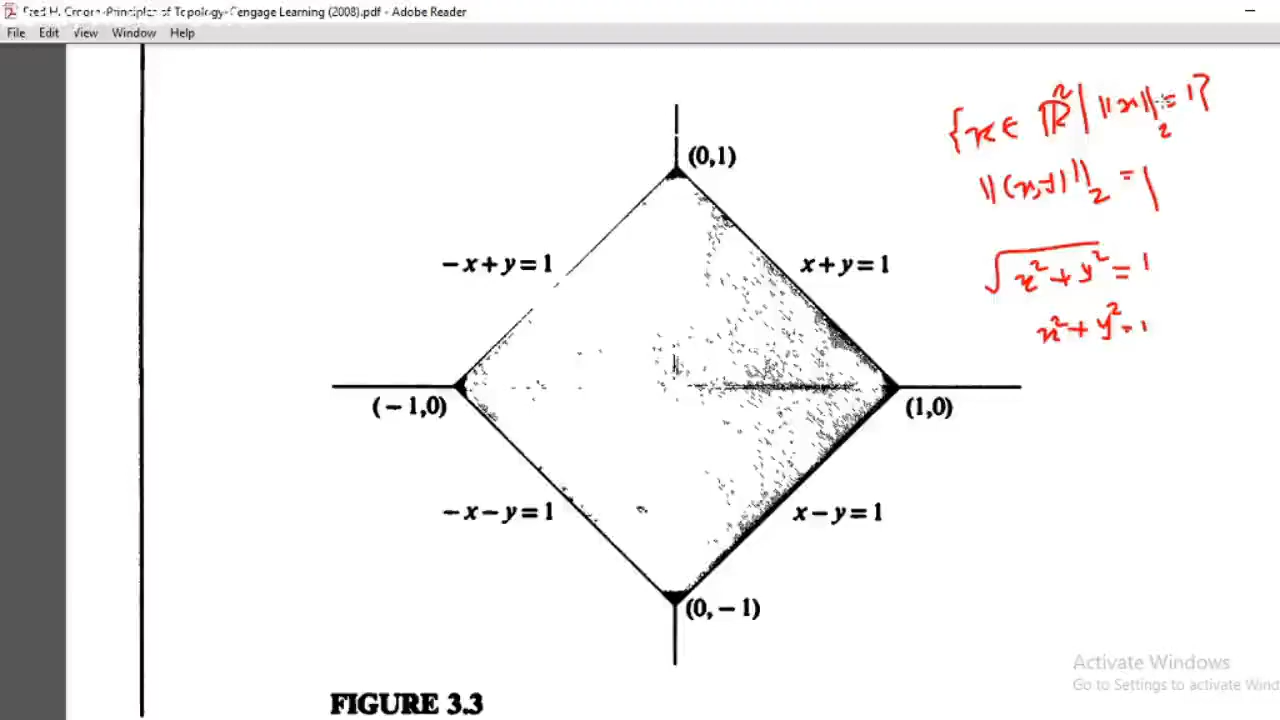 Fred H. Croom-Principles of Topology-Cengage Learning (2008).pdf - Adobe Reader
File Edit View Window Help
{x ∈ ℝ² | ||x||₂ = 1}
(0,1)
||(x,y)||₂ = 1
-x+y=1
x+y=1
√x²+y² = 1
x²+y²=1
(-1,0)
(1,0)
-x-y=1
x-y=1
(0,-1)
Activate Windows
Go to Settings to activate Wind
FIGURE 3.3